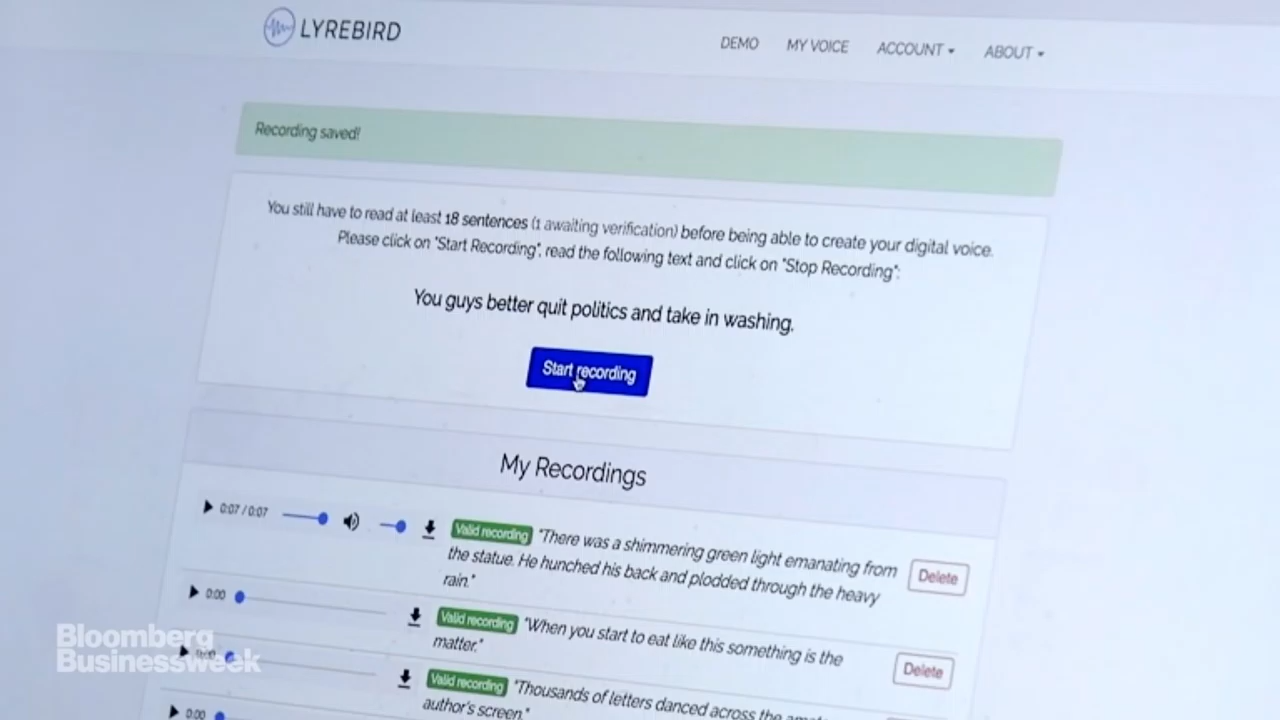 LYREBIRD
DEMO MY VOICE ACCOUNT ABOUT
Recording saved!
You still have to read at least 18 sentences (1 awaiting verification) before being able to create your digital voice.
Please click on "Start Recording", read the following text and click on "Stop Recording":
You guys better quit politics and take in washing.
Start recording
My Recordings
0:07 / 0:07
Valid recording "There was a shimmering green light emanating from
the statue. He hunched his back and plodded through the heavy
rain."
Delete
0:00
Valid recording "When you start to eat like this something is the
matter."
Delete
0:00
Valid recording "Thousands of letters danced across the
author's screen."
0:00
Bloomberg
Businessweek